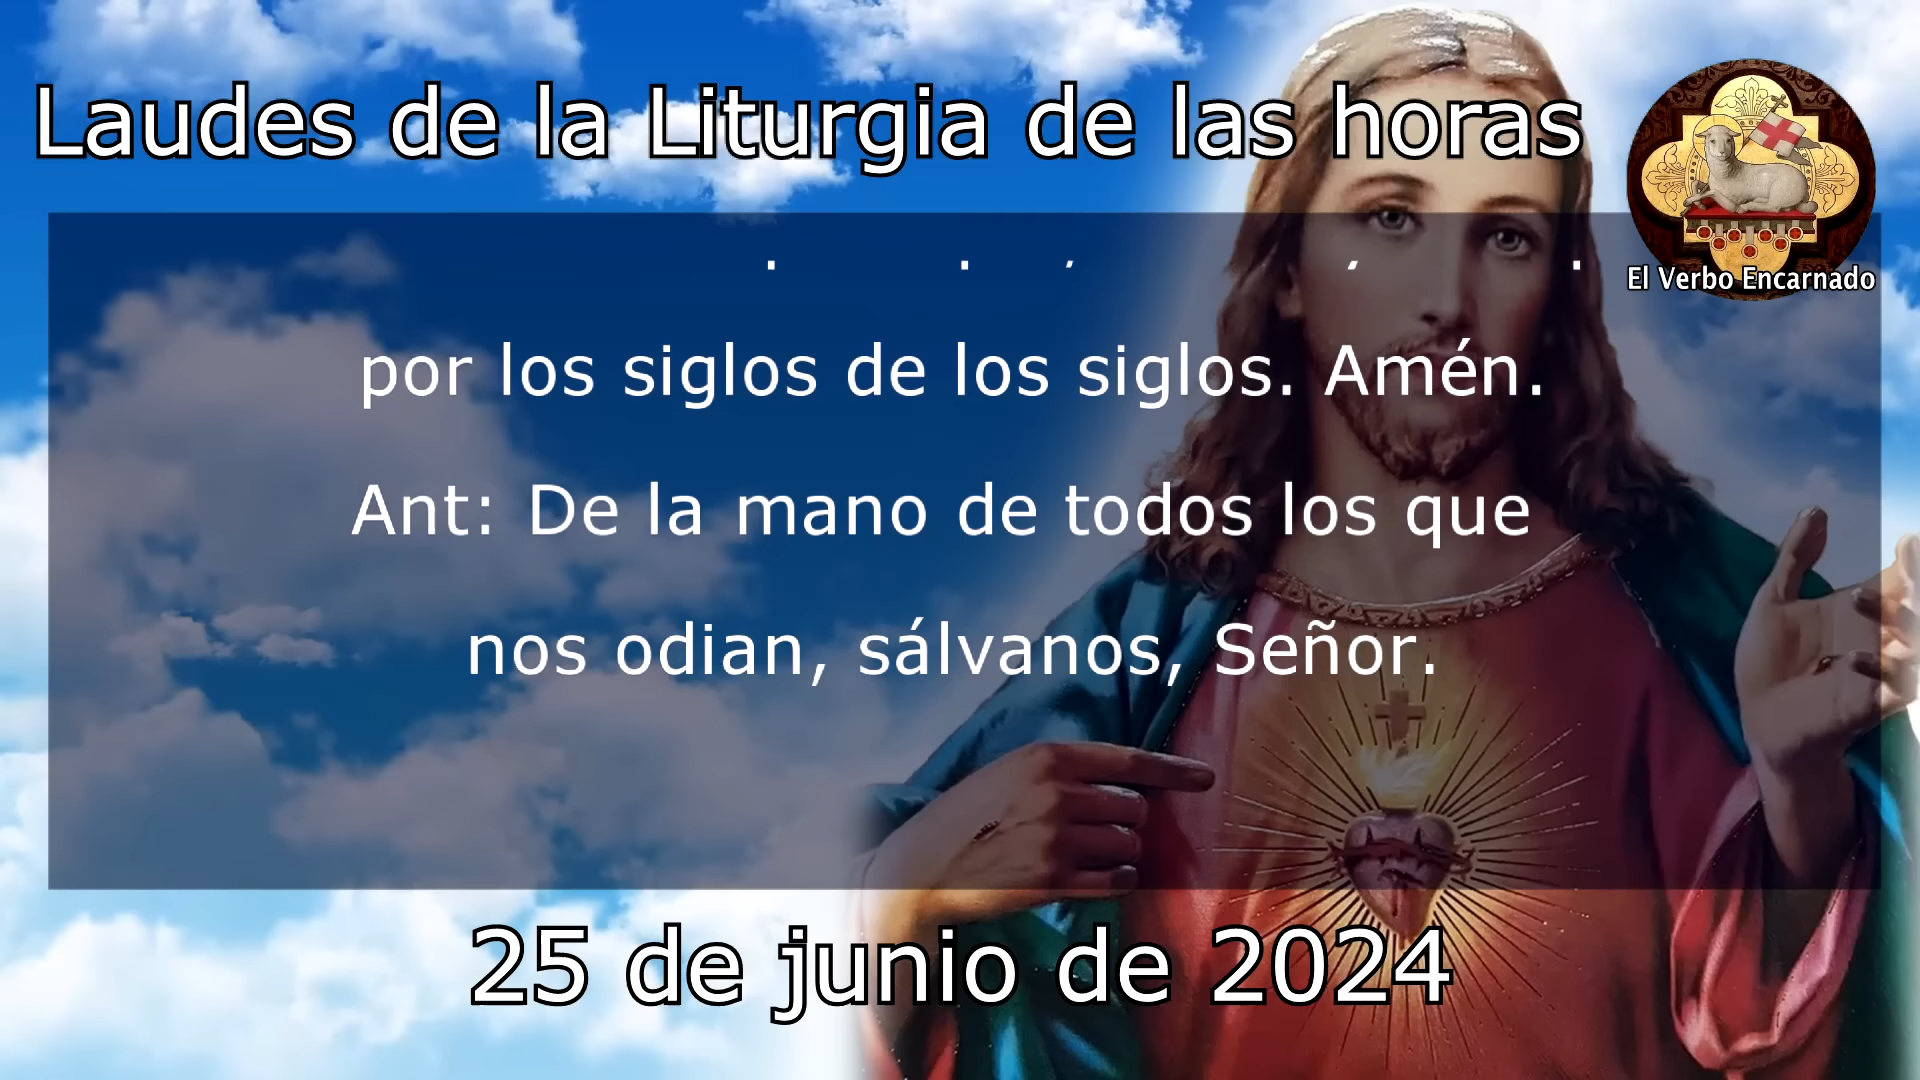 Laudes de la Liturgia de las horas
El Verbo Encarnado
por los siglos de los siglos. Amén.
Ant: De la mano de todos los que
nos odian, sálvanos, Señor.
25 de junio de 2024